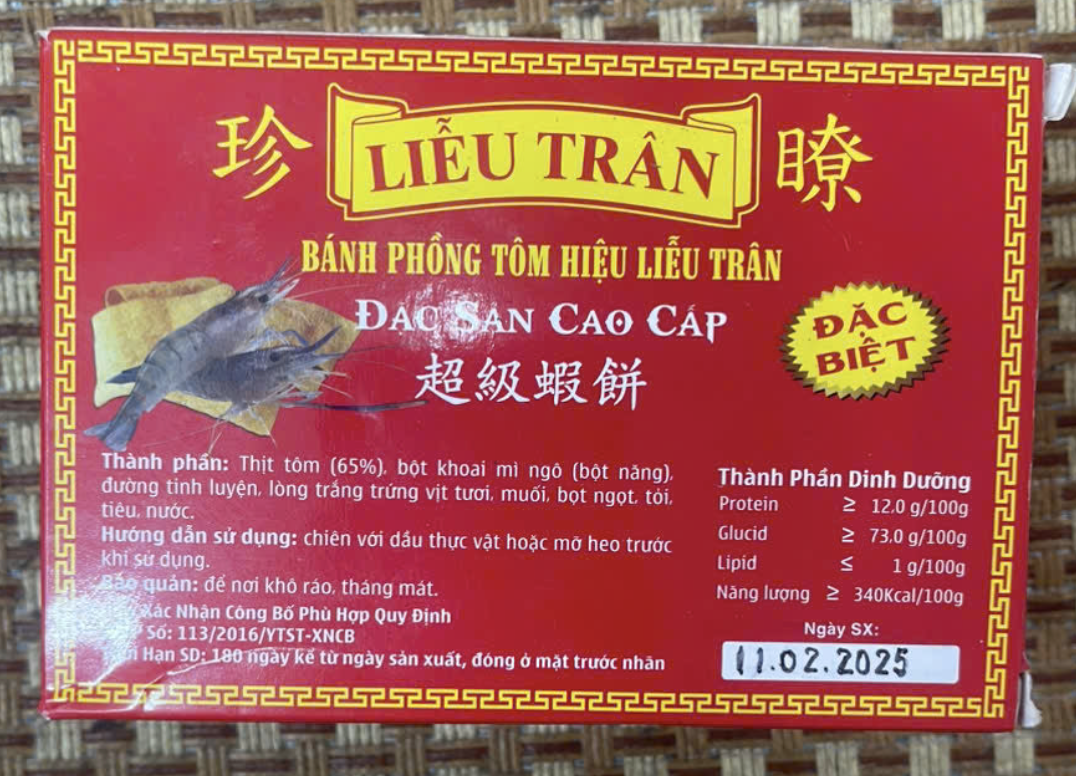 珍 LIỄU TRÂN 瞭
BÁNH PHỒNG TÔM HIỆU LIỄU TRÂN
ĐẶC SẢN CAO CẤP
超級蝦餅
ĐẶC
BIỆT
Thành phần: Thịt tôm (65%), bột khoai mì ngô (bột năng),
đường tinh luyện, lòng trắng trứng vịt tươi, muối, bọt ngọt, tỏi,
tiêu, nước.
Hướng dẫn sử dụng: chiên với dầu thực vật hoặc mỡ heo trước
khi sử dụng.
Bảo quản: để nơi khô ráo, tháng mát.
Xác Nhận Công Bố Phù Hợp Quy Định
Số: 113/2016/YTST-XNCB
Hạn SD: 180 ngày kể từ ngày sản xuất, đóng ở mặt trước nhãn
Thành Phần Dinh Dưỡng
Protein ≥ 12.0 g/100g
Glucid ≥ 73.0 g/100g
Lipid ≤ 1 g/100g
Năng lượng ≥ 340Kcal/100g
Ngày SX:
11.02.2025